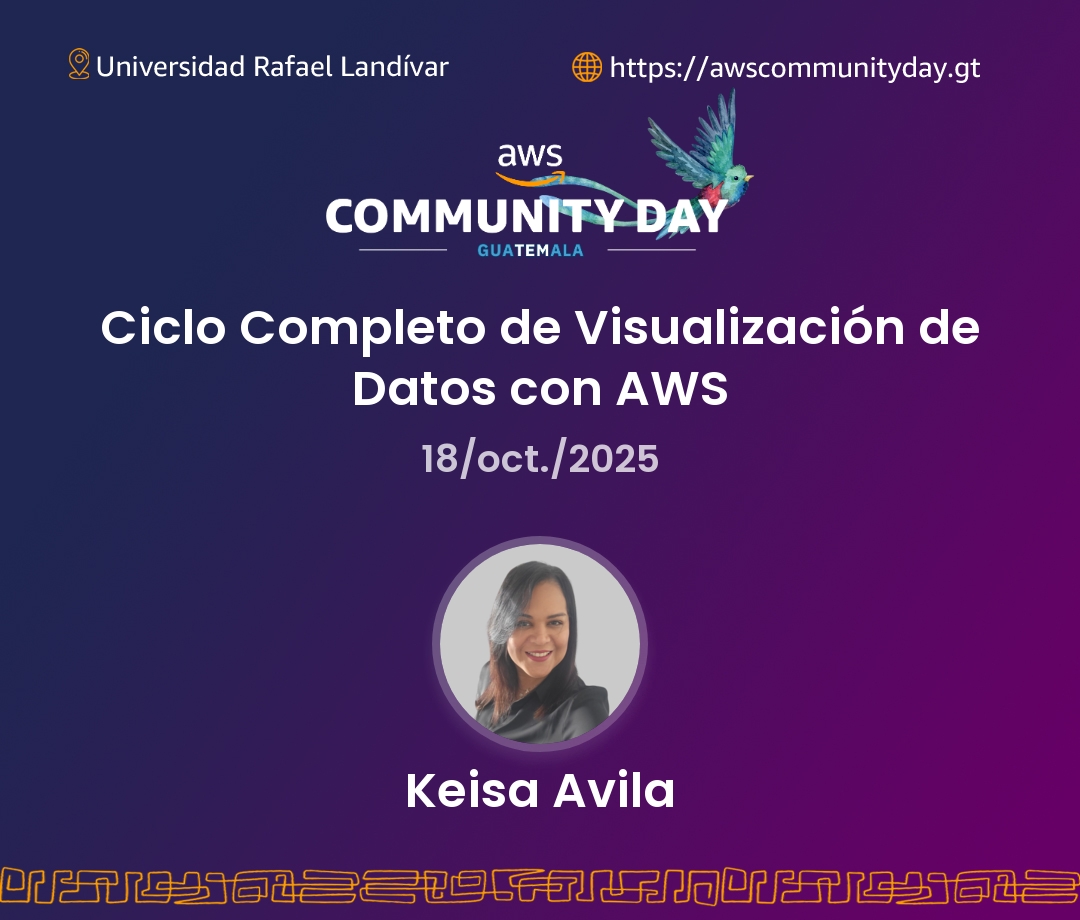 Universidad Rafael Landívar
https://awscommunityday.gt
aws
COMMUNITY DAY
GUATEMALA
Ciclo Completo de Visualización de
Datos con AWS
18/oct./2025
Keisa Avila